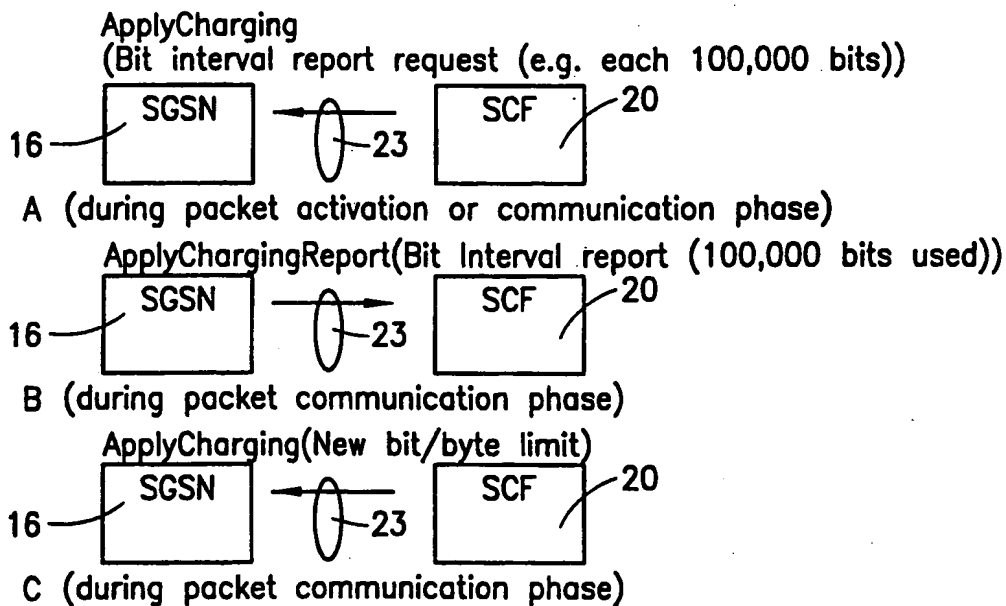 ApplyCharging
(Bit interval report request (e.g. each 100,000 bits))
SGSN SCF 20
16 23
A (during packet activation or communication phase)
ApplyChargingReport(Bit Interval report (100,000 bits used))
SGSN SCF 20
16 23
B (during packet communication phase)
ApplyCharging(New bit/byte limit)
SGSN SCF 20
16 23
C (during packet communication phase)